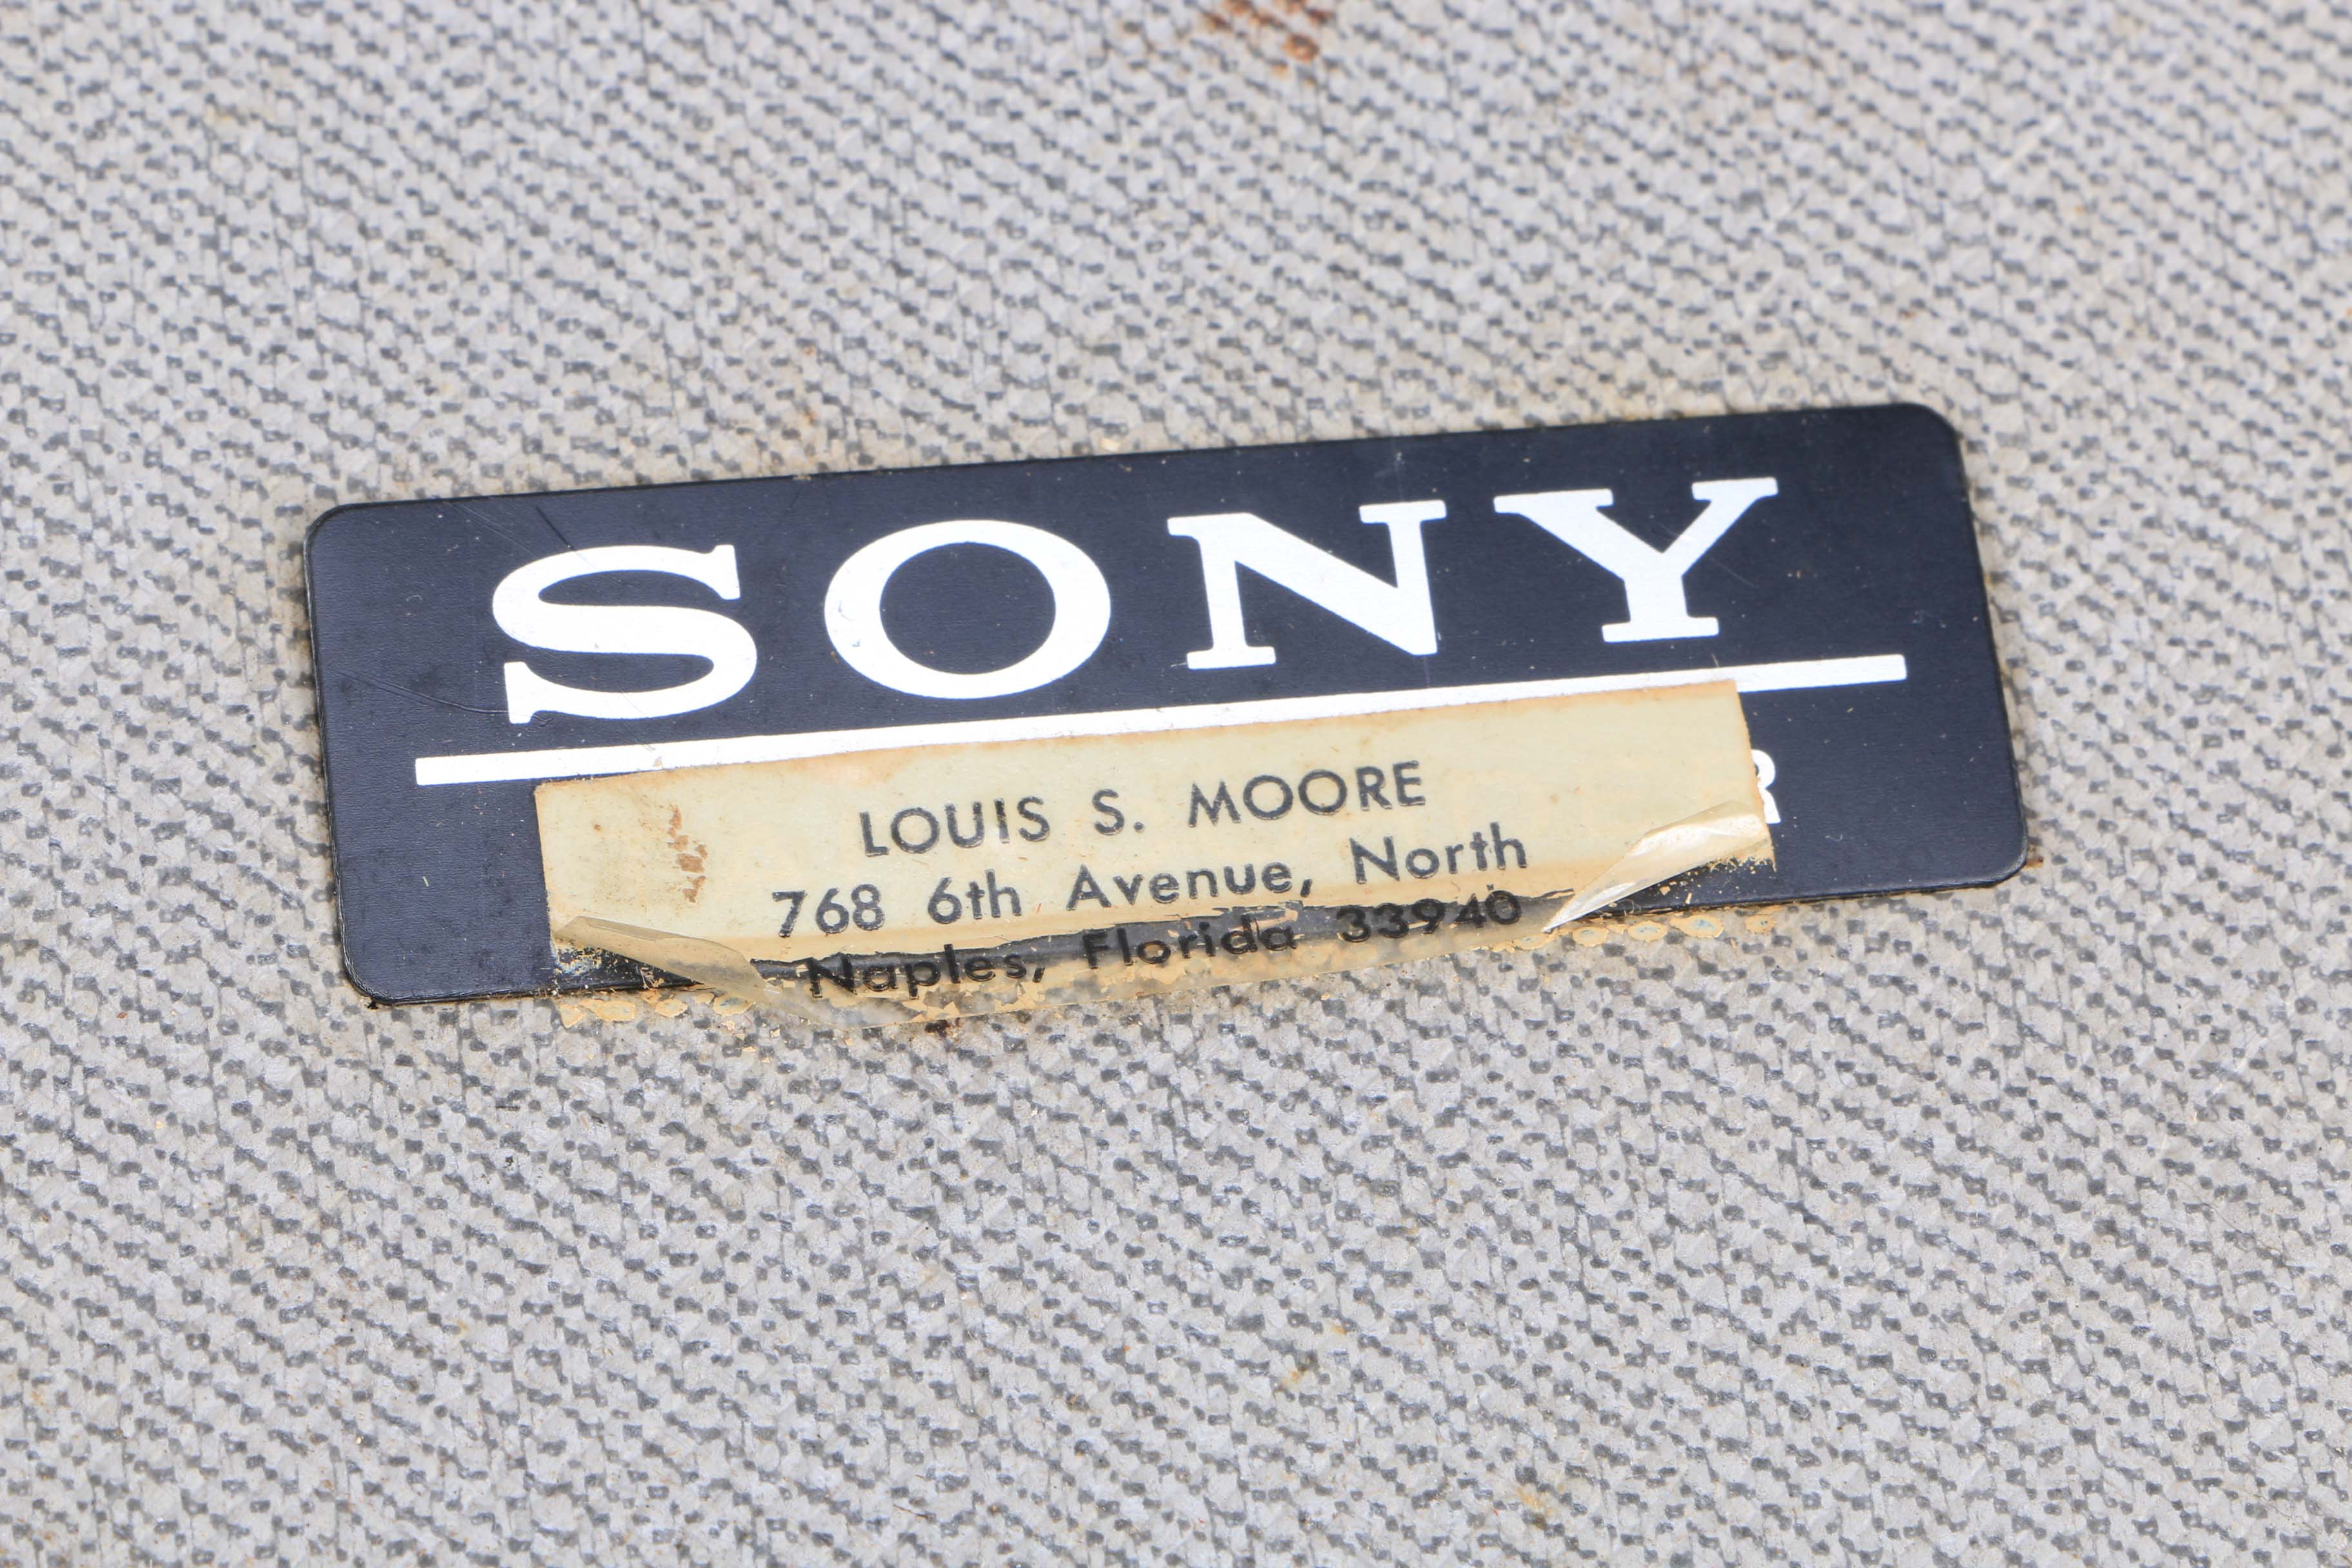 SONY
R
LOUIS S. MOORE
768 6th Avenue, North
Naples, Florida 33940